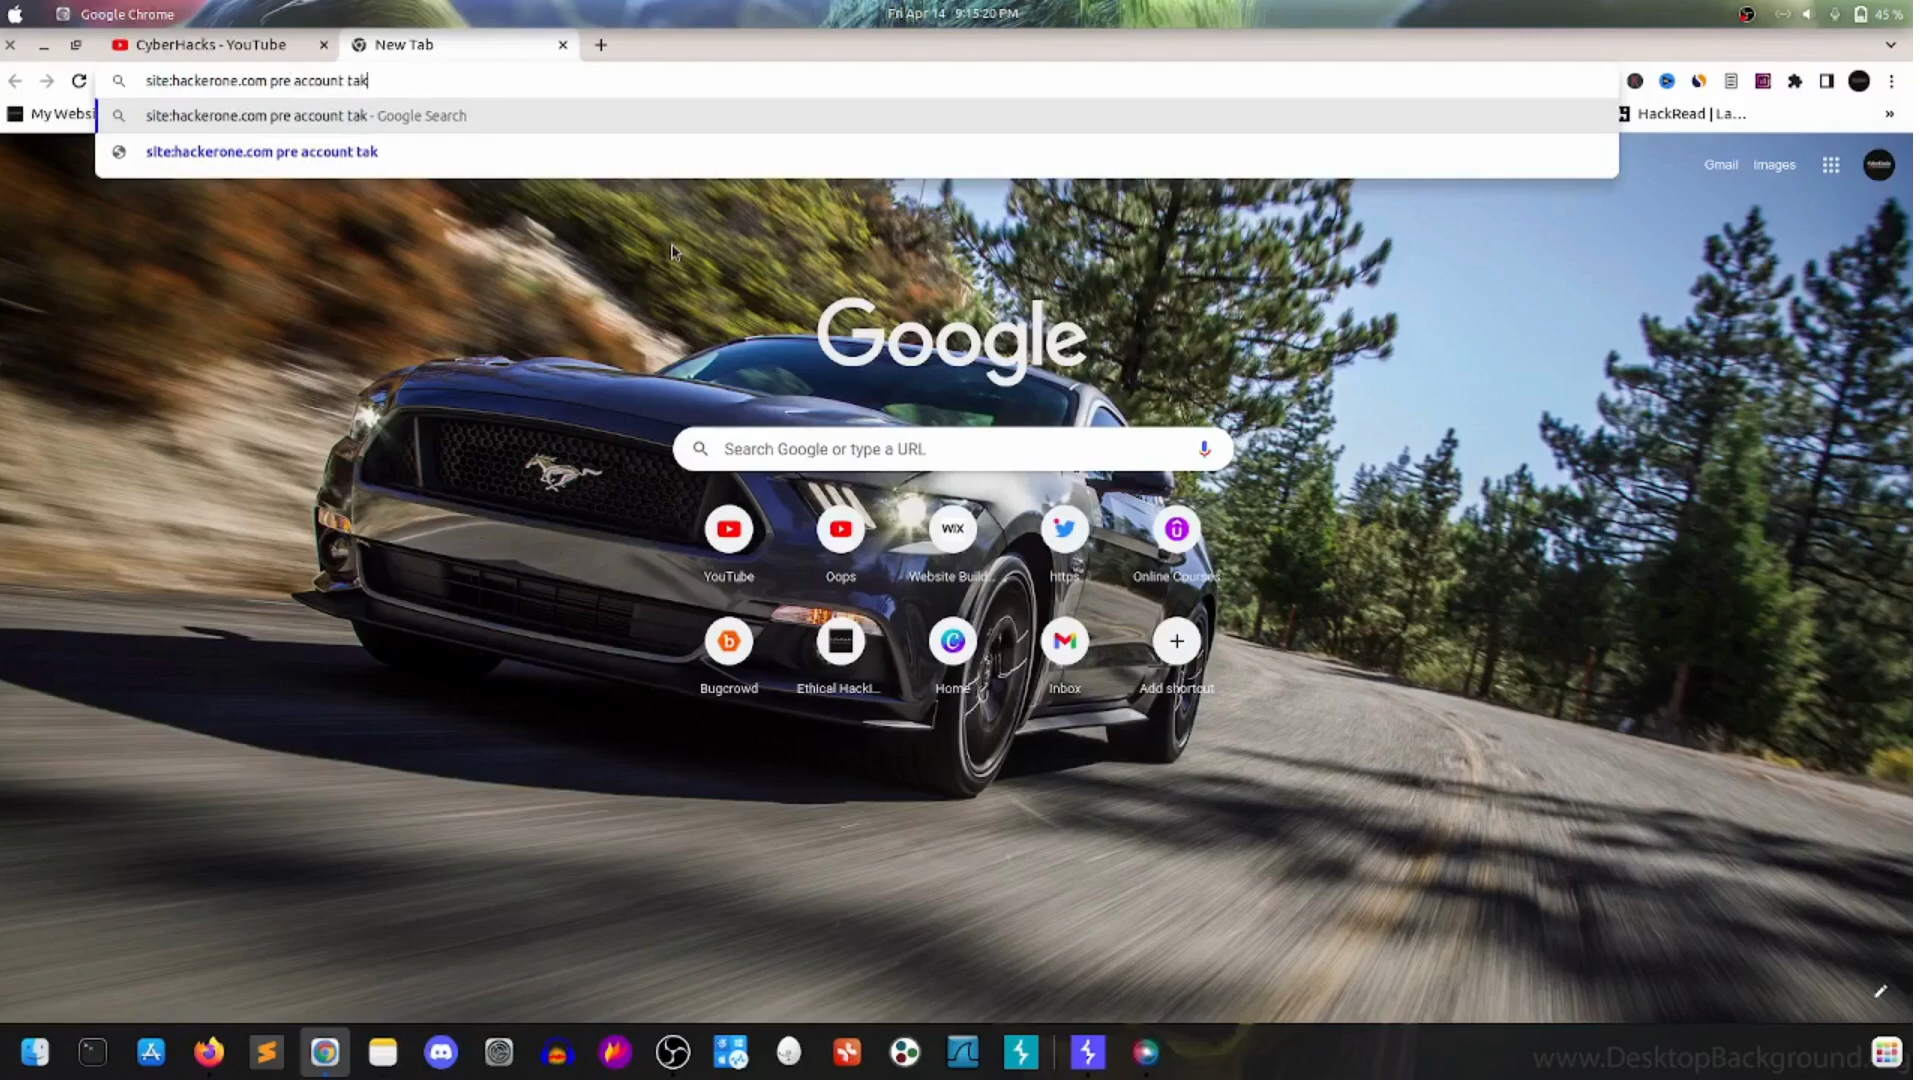 Google Chrome
Fri Apr 14 9:15:20 PM
45 %
CyberHacks - YouTube
New Tab
site:hackerone.com pre account tak
site:hackerone.com pre account tak - Google Search
site:hackerone.com pre account tak
My Websi
HackRead | La...
Gmail
Images
Google
Search Google or type a URL
YouTube
Oops
WIX
Website Build...
https
Online Courses
Bugcrowd
Ethical Hacki...
Home
Inbox
Add shortcut
www.DesktopBackground.